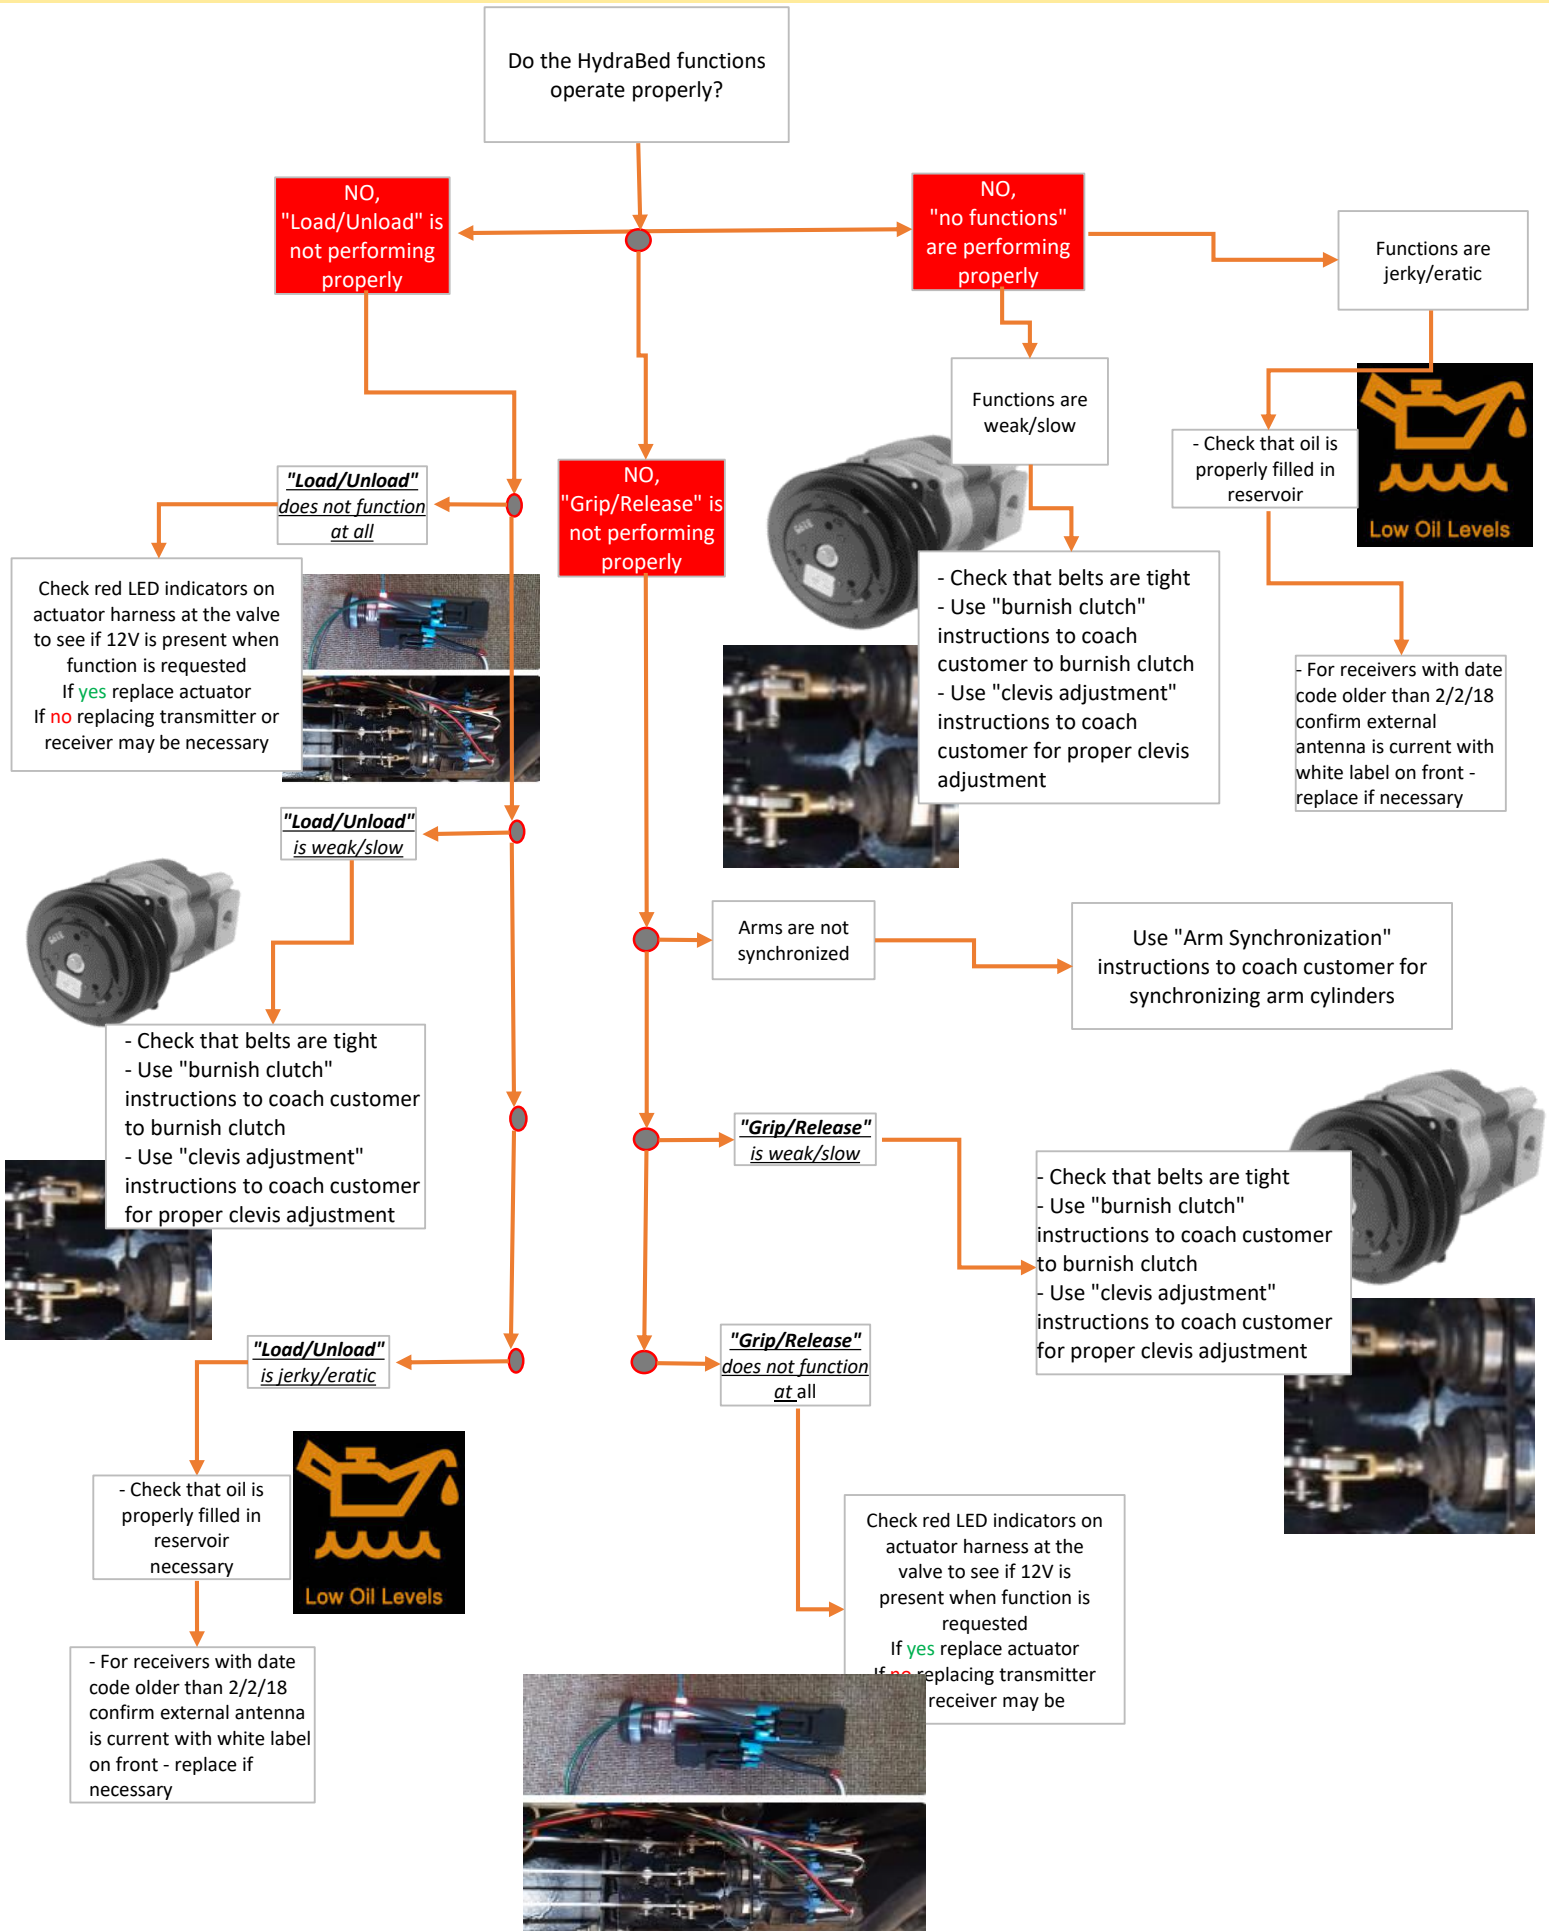 Do the HydraBed functions
operate properly?
NO,
"Load/Unload" is
not performing
properly
NO,
"no functions"
are performing
properly
Functions are
jerky/eratic
Functions are
weak/slow
- Check that oil is
properly filled in
reservoir
Low Oil Levels
"Load/Unload"
does not function
at all
NO,
"Grip/Release" is
not performing
properly
Check red LED indicators on
actuator harness at the valve
to see if 12V is present when
function is requested
If yes replace actuator
If no replacing transmitter or
receiver may be necessary
- Check that belts are tight
- Use "burnish clutch"
instructions to coach
customer to burnish clutch
- Use "clevis adjustment"
instructions to coach
customer for proper clevis
adjustment
- For receivers with date
code older than 2/2/18
confirm external
antenna is current with
white label on front -
replace if necessary
"Load/Unload"
is weak/slow
Arms are not
synchronized
Use "Arm Synchronization"
instructions to coach customer for
synchronizing arm cylinders
- Check that belts are tight
- Use "burnish clutch"
instructions to coach customer
to burnish clutch
- Use "clevis adjustment"
instructions to coach customer
for proper clevis adjustment
"Grip/Release"
is weak/slow
- Check that belts are tight
- Use "burnish clutch"
instructions to coach customer
to burnish clutch
- Use "clevis adjustment"
instructions to coach customer
for proper clevis adjustment
"Load/Unload"
is jerky/eratic
"Grip/Release"
does not function
at all
- Check that oil is
properly filled in
reservoir
necessary
Low Oil Levels
Check red LED indicators on
actuator harness at the
valve to see if 12V is
present when function is
requested
If yes replace actuator
If no replacing transmitter
receiver may be
- For receivers with date
code older than 2/2/18
confirm external antenna
is current with white label
on front - replace if
necessary